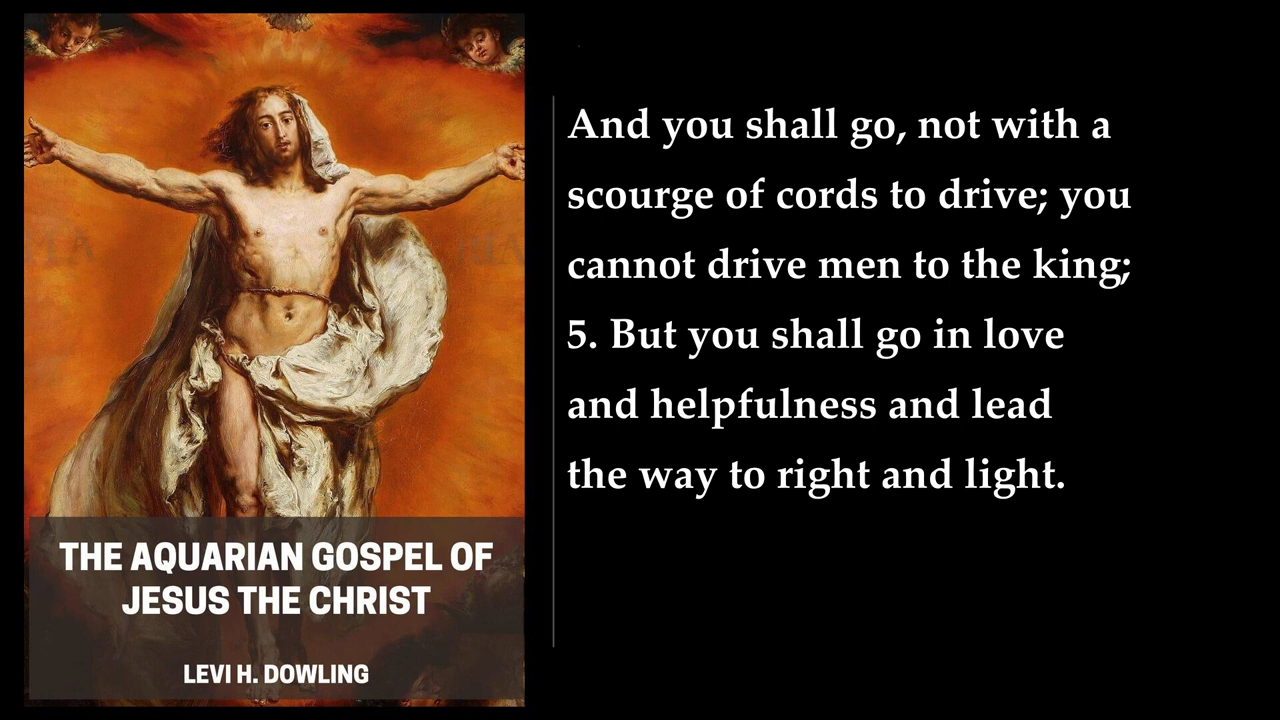 THE AQUARIAN GOSPEL OF
JESUS THE CHRIST
LEVI H. DOWLING
And you shall go, not with a
scourge of cords to drive; you
cannot drive men to the king;
5. But you shall go in love
and helpfulness and lead
the way to right and light.